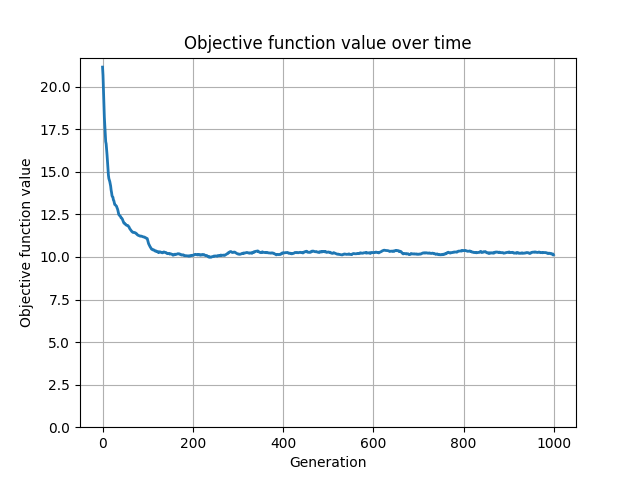 Objective function value over time
Objective function value
20.0
17.5
15.0
12.5
10.0
7.5
5.0
2.5
0.0
0 200 400 600 800 1000
Generation